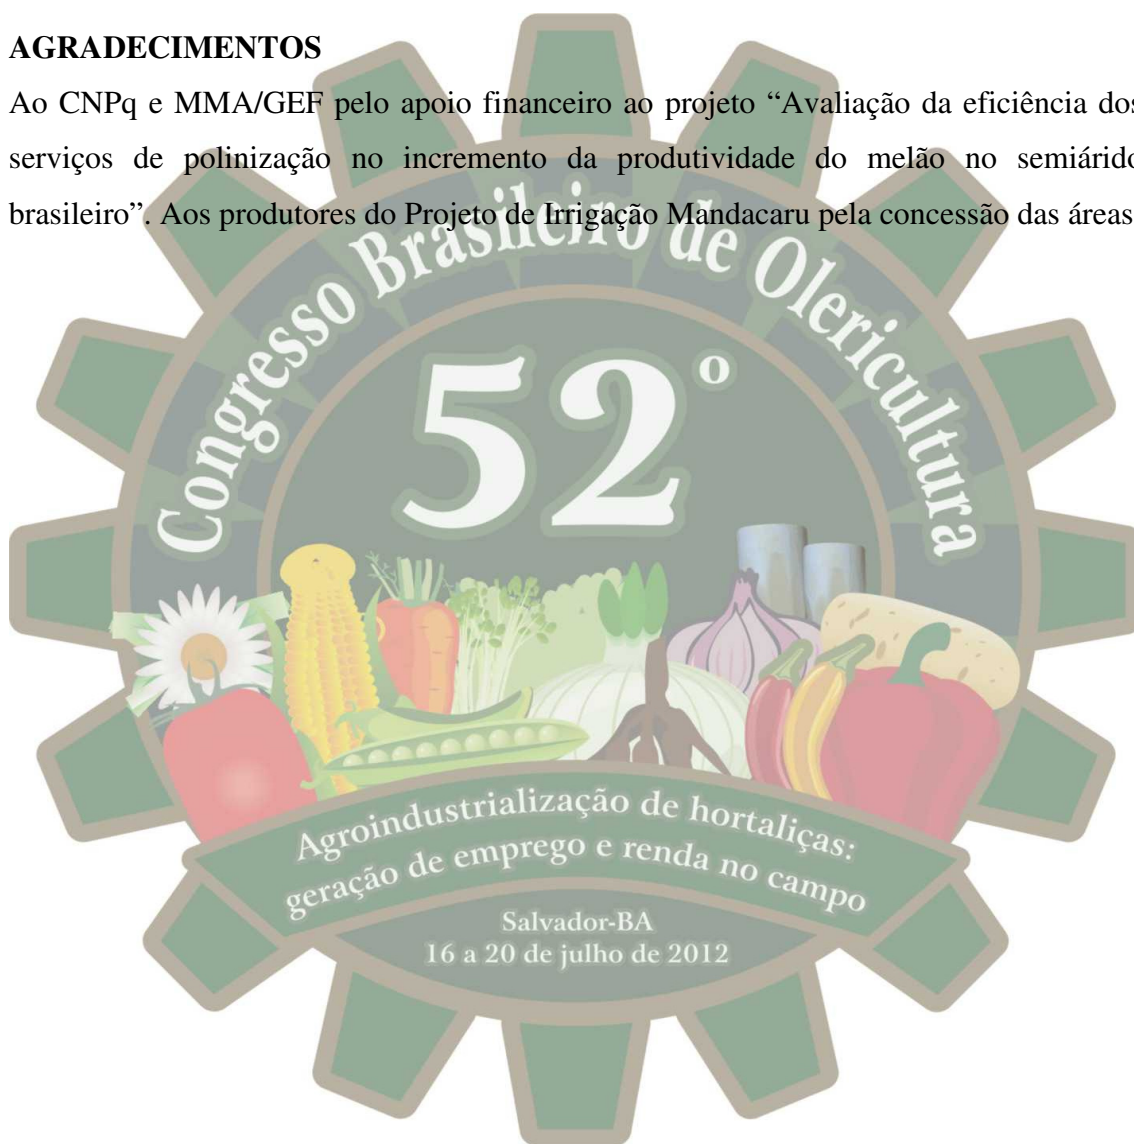 AGRADECIMENTOS
Ao CNPq e MMA/GEF pelo apoio financeiro ao projeto “Avaliação da eficiência dos
serviços de polinização no incremento da produtividade do melão no semiárido
brasileiro”. Aos produtores do Projeto de Irrigação Mandacaru pela concessão das áreas
Congresso Brasileiro de Olericultura
52º
Agroindustrialização de hortaliças:
geração de emprego e renda no campo
Salvador-BA
16 a 20 de julho de 2012